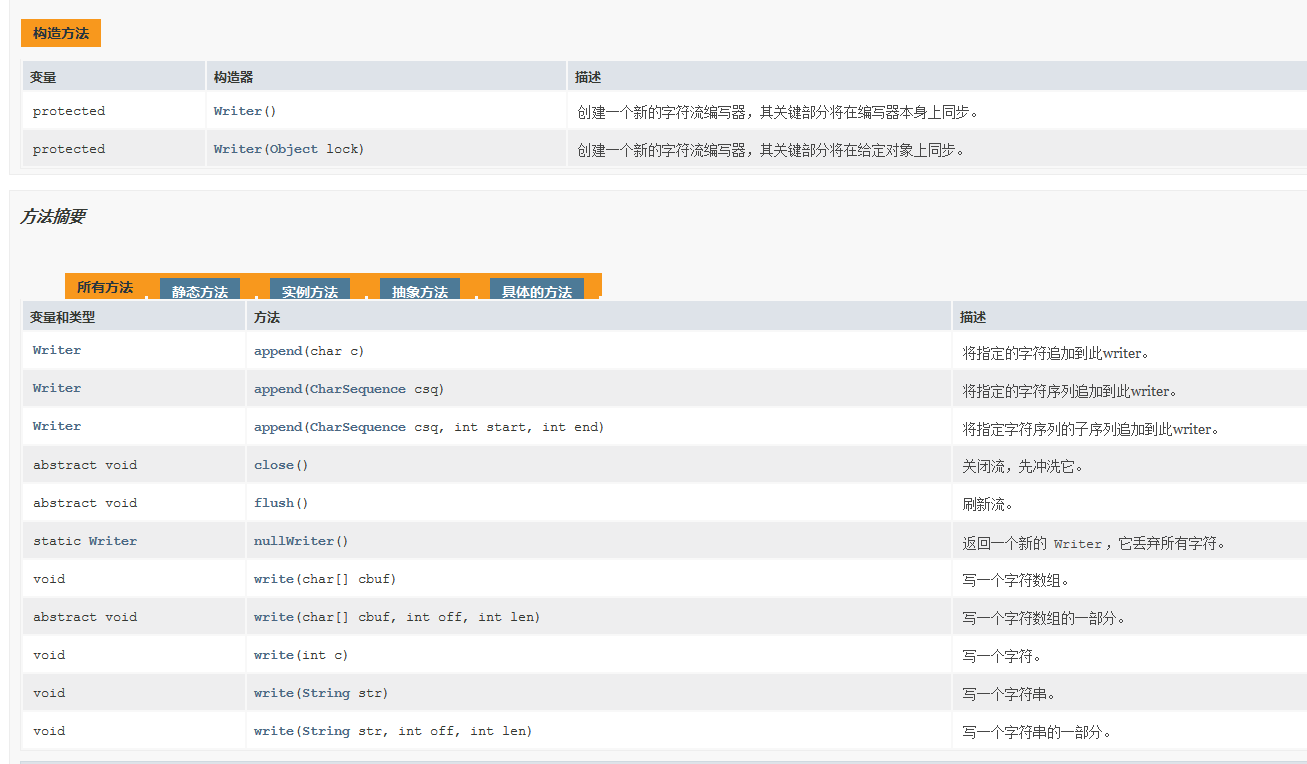 构造方法
变量 构造器 描述
protected Writer() 创建一个新的字符流编写器，其关键部分将在编写器本身上同步。
protected Writer(Object lock) 创建一个新的字符流编写器，其关键部分将在给定对象上同步。
方法摘要
所有方法 静态方法 实例方法 抽象方法 具体的方法
变量和类型 方法 描述
Writer append(char c) 将指定的字符追加到此writer。
Writer append(CharSequence csq) 将指定的字符序列追加到此writer。
Writer append(CharSequence csq, int start, int end) 将指定字符序列的子序列追加到此writer。
abstract void close() 关闭流，先冲洗它。
abstract void flush() 刷新流。
static Writer nullWriter() 返回一个新的 Writer ，它丢弃所有字符。
void write(char[] cbuf) 写一个字符数组。
abstract void write(char[] cbuf, int off, int len) 写一个字符数组的一部分。
void write(int c) 写一个字符。
void write(String str) 写一个字符串。
void write(String str, int off, int len) 写一个字符串的一部分。